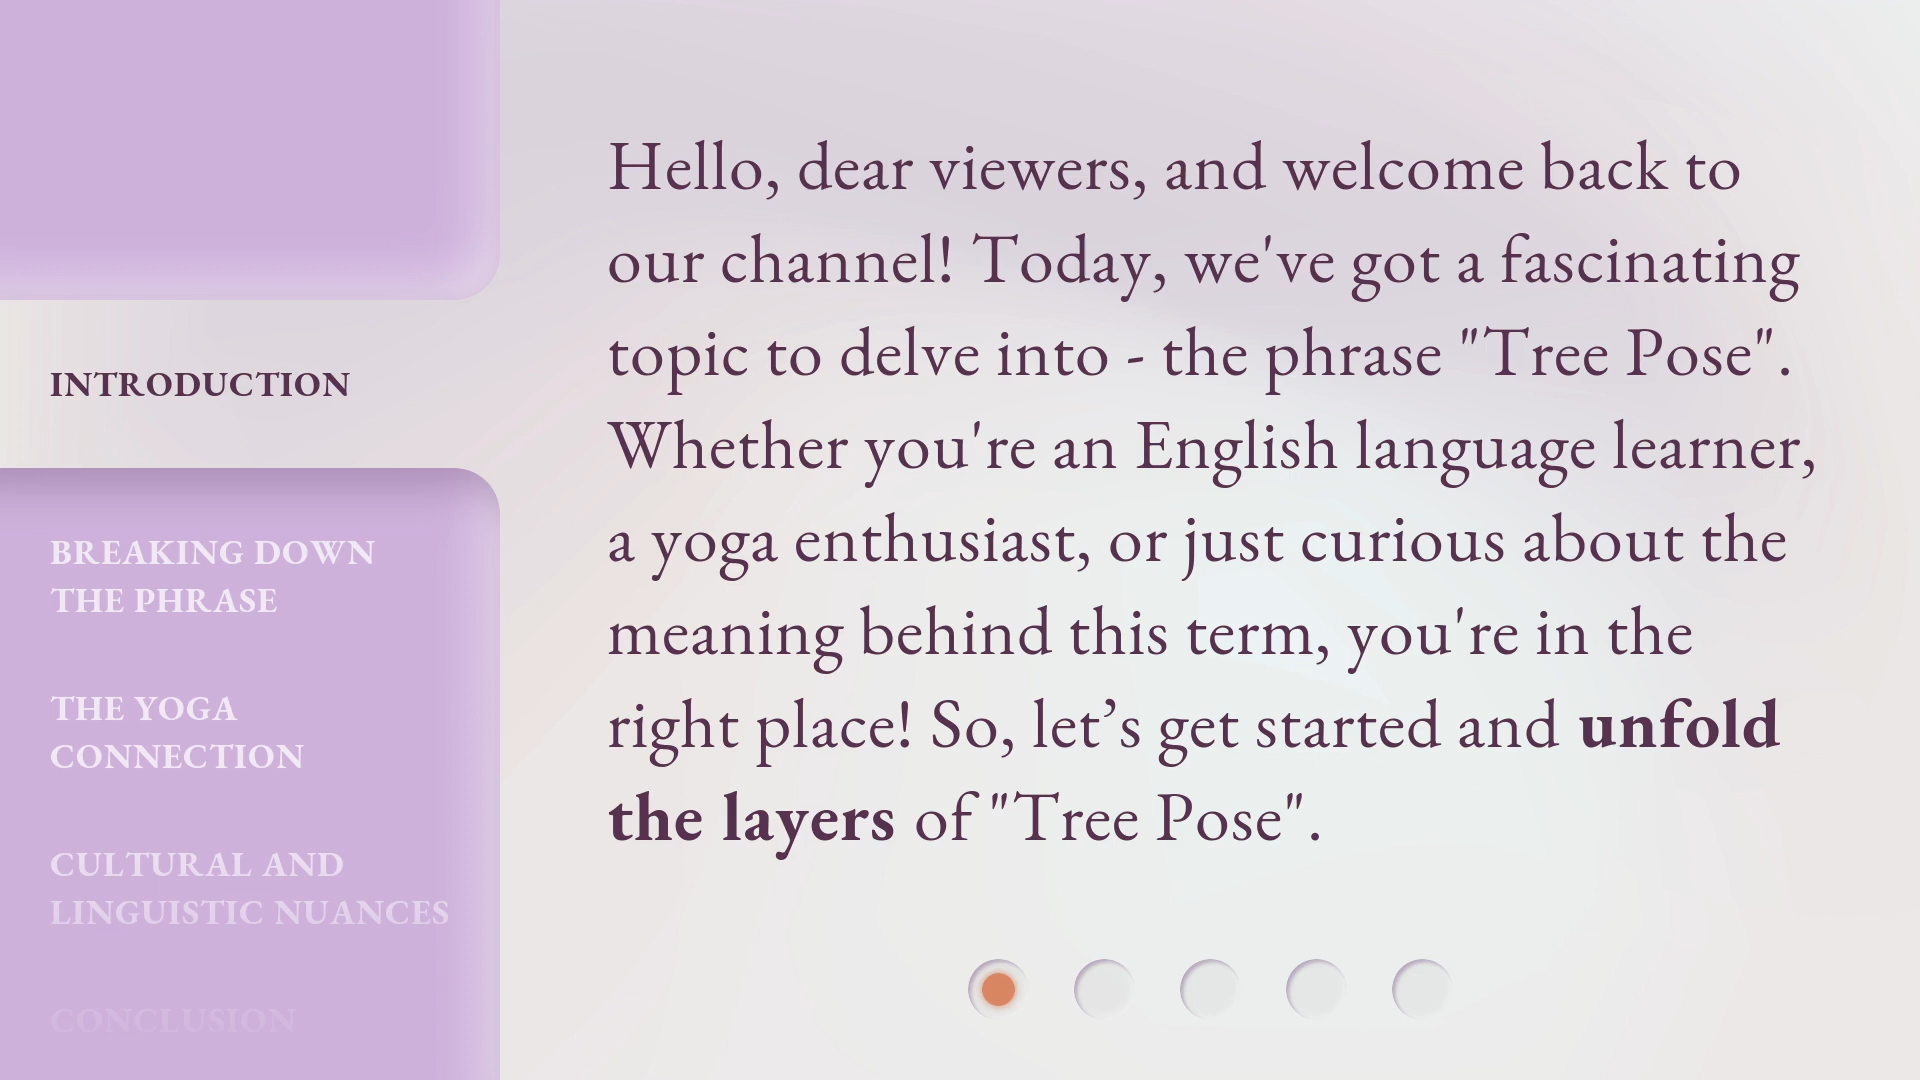 INTRODUCTION
BREAKING DOWN
THE PHRASE
THE YOGA
CONNECTION
CULTURAL AND
LINGUISTIC NUANCES
CONCLUSION
Hello, dear viewers, and welcome back to
our channel! Today, we've got a fascinating
topic to delve into - the phrase "Tree Pose".
Whether you're an English language learner,
a yoga enthusiast, or just curious about the
meaning behind this term, you're in the
right place! So, let’s get started and unfold
the layers of "Tree Pose".